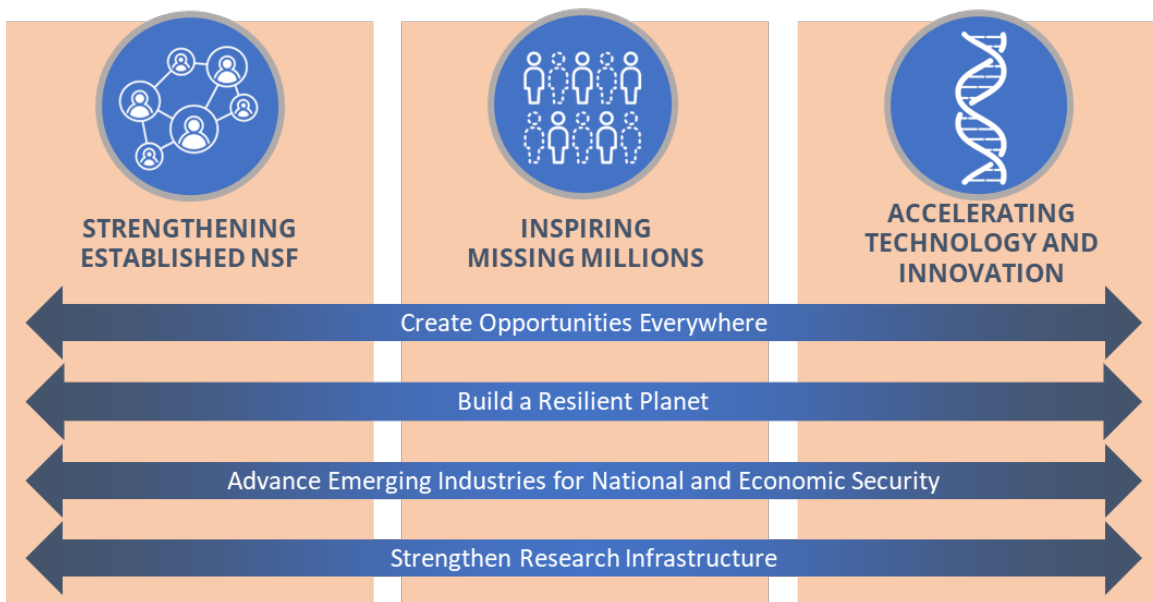 STRENGTHENING
ESTABLISHED NSF
INSPIRING
MISSING MILLIONS
ACCELERATING
TECHNOLOGY AND
INNOVATION
Create Opportunities Everywhere
Build a Resilient Planet
Advance Emerging Industries for National and Economic Security
Strengthen Research Infrastructure